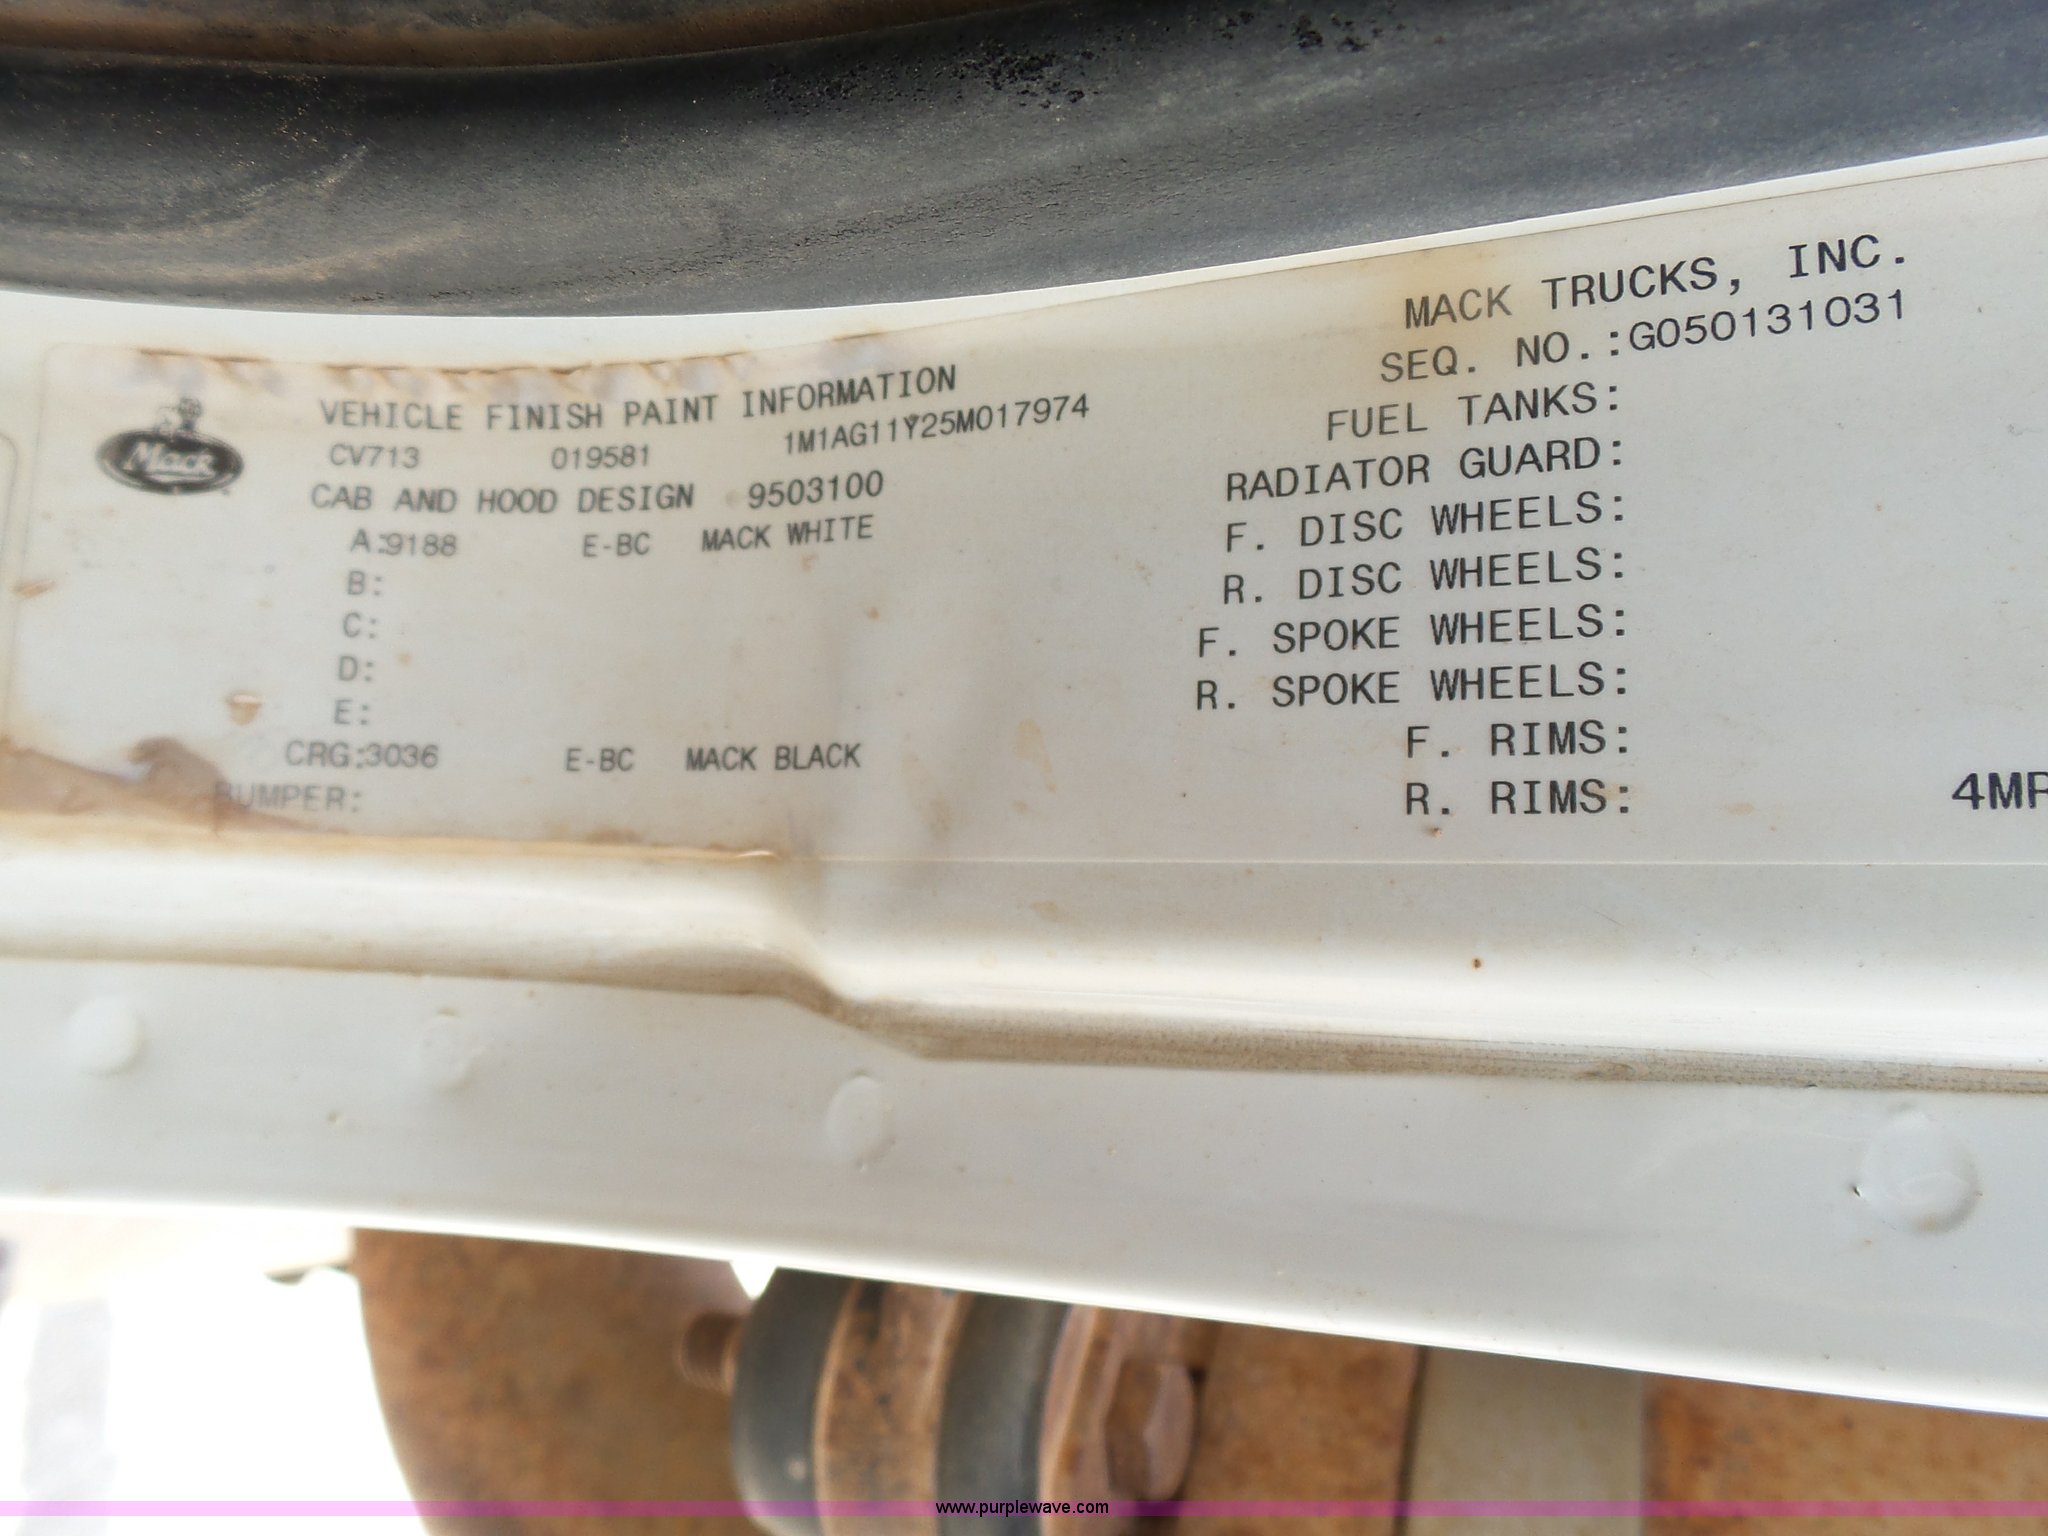 Mack
VEHICLE FINISH PAINT INFORMATION
CV713 019581 1M1AG11Y25M017974
CAB AND HOOD DESIGN 9503100
A:9188 E-BC MACK WHITE
B:
C:
D:
E:
CRG:3036 E-BC MACK BLACK
BUMPER:
MACK TRUCKS, INC.
SEQ. NO.:G050131031
FUEL TANKS:
RADIATOR GUARD:
F. DISC WHEELS:
R. DISC WHEELS:
F. SPOKE WHEELS:
R. SPOKE WHEELS:
F. RIMS:
R. RIMS:
www.purplewave.com